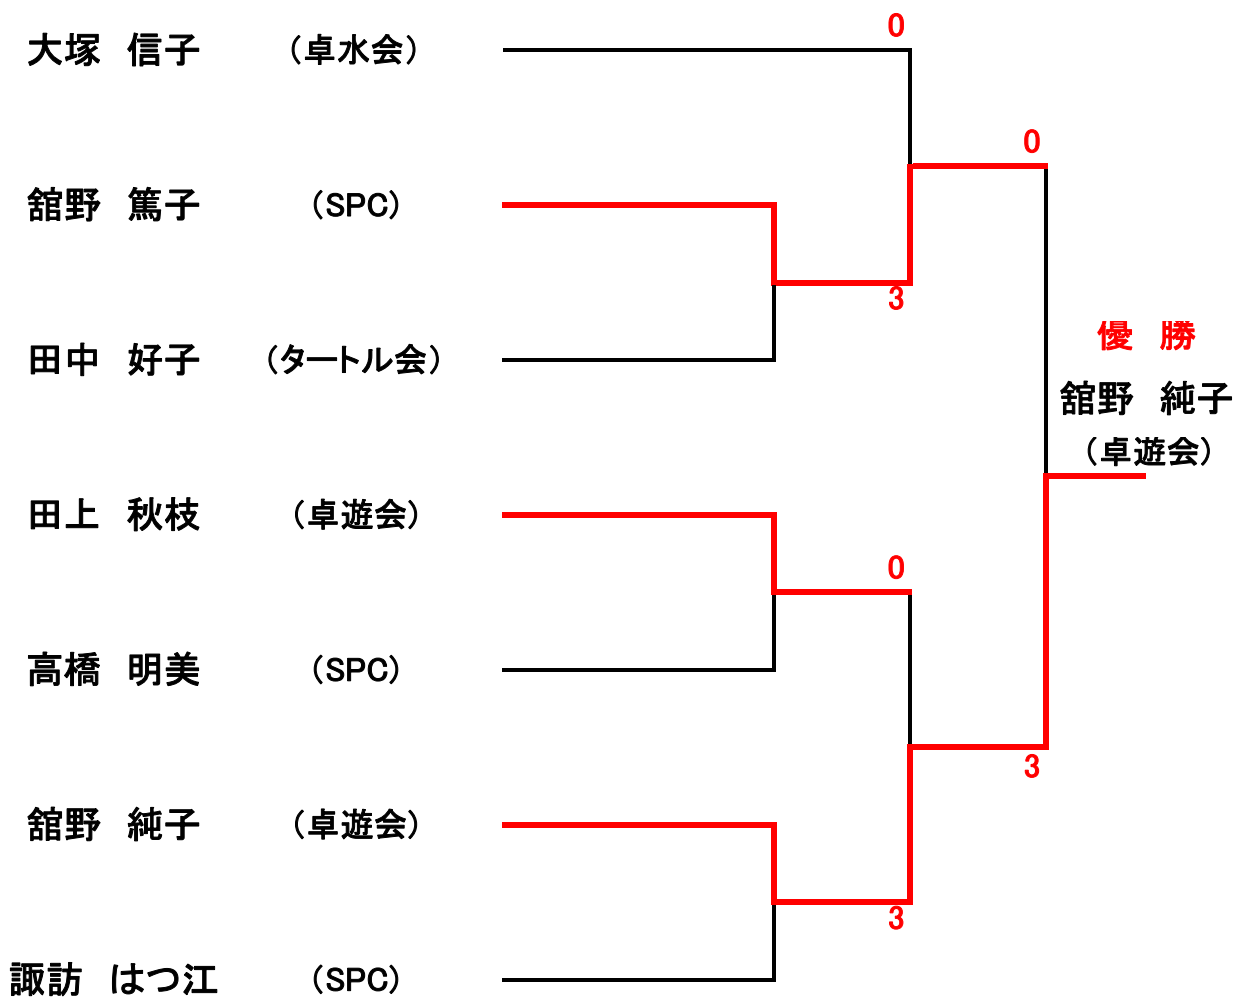 0
大塚 信子 (卓水会)
0
舘野 篤子 (SPC)
3
優 勝
田中 好子 (タートル会)
舘野 純子
(卓遊会)
田上 秋枝 (卓遊会)
0
高橋 明美 (SPC)
3
舘野 純子 (卓遊会)
3
諏訪 はつ江 (SPC)